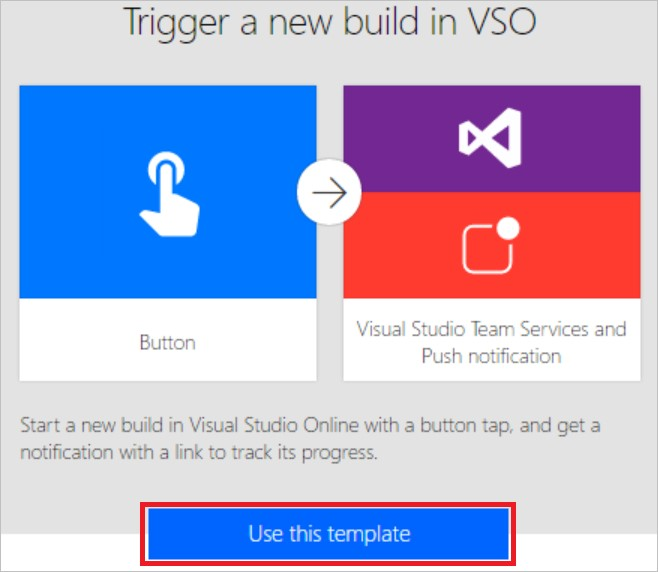 Trigger a new build in VSO
Button
Visual Studio Team Services and
Push notification
Start a new build in Visual Studio Online with a button tap, and get a
notification with a link to track its progress.
Use this template